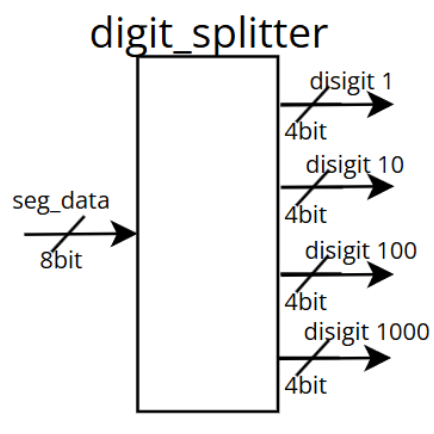 digit_splitter
disigit 1
4bit
disigit 10
4bit
seg_data
8bit
disigit 100
4bit
disigit 1000
4bit